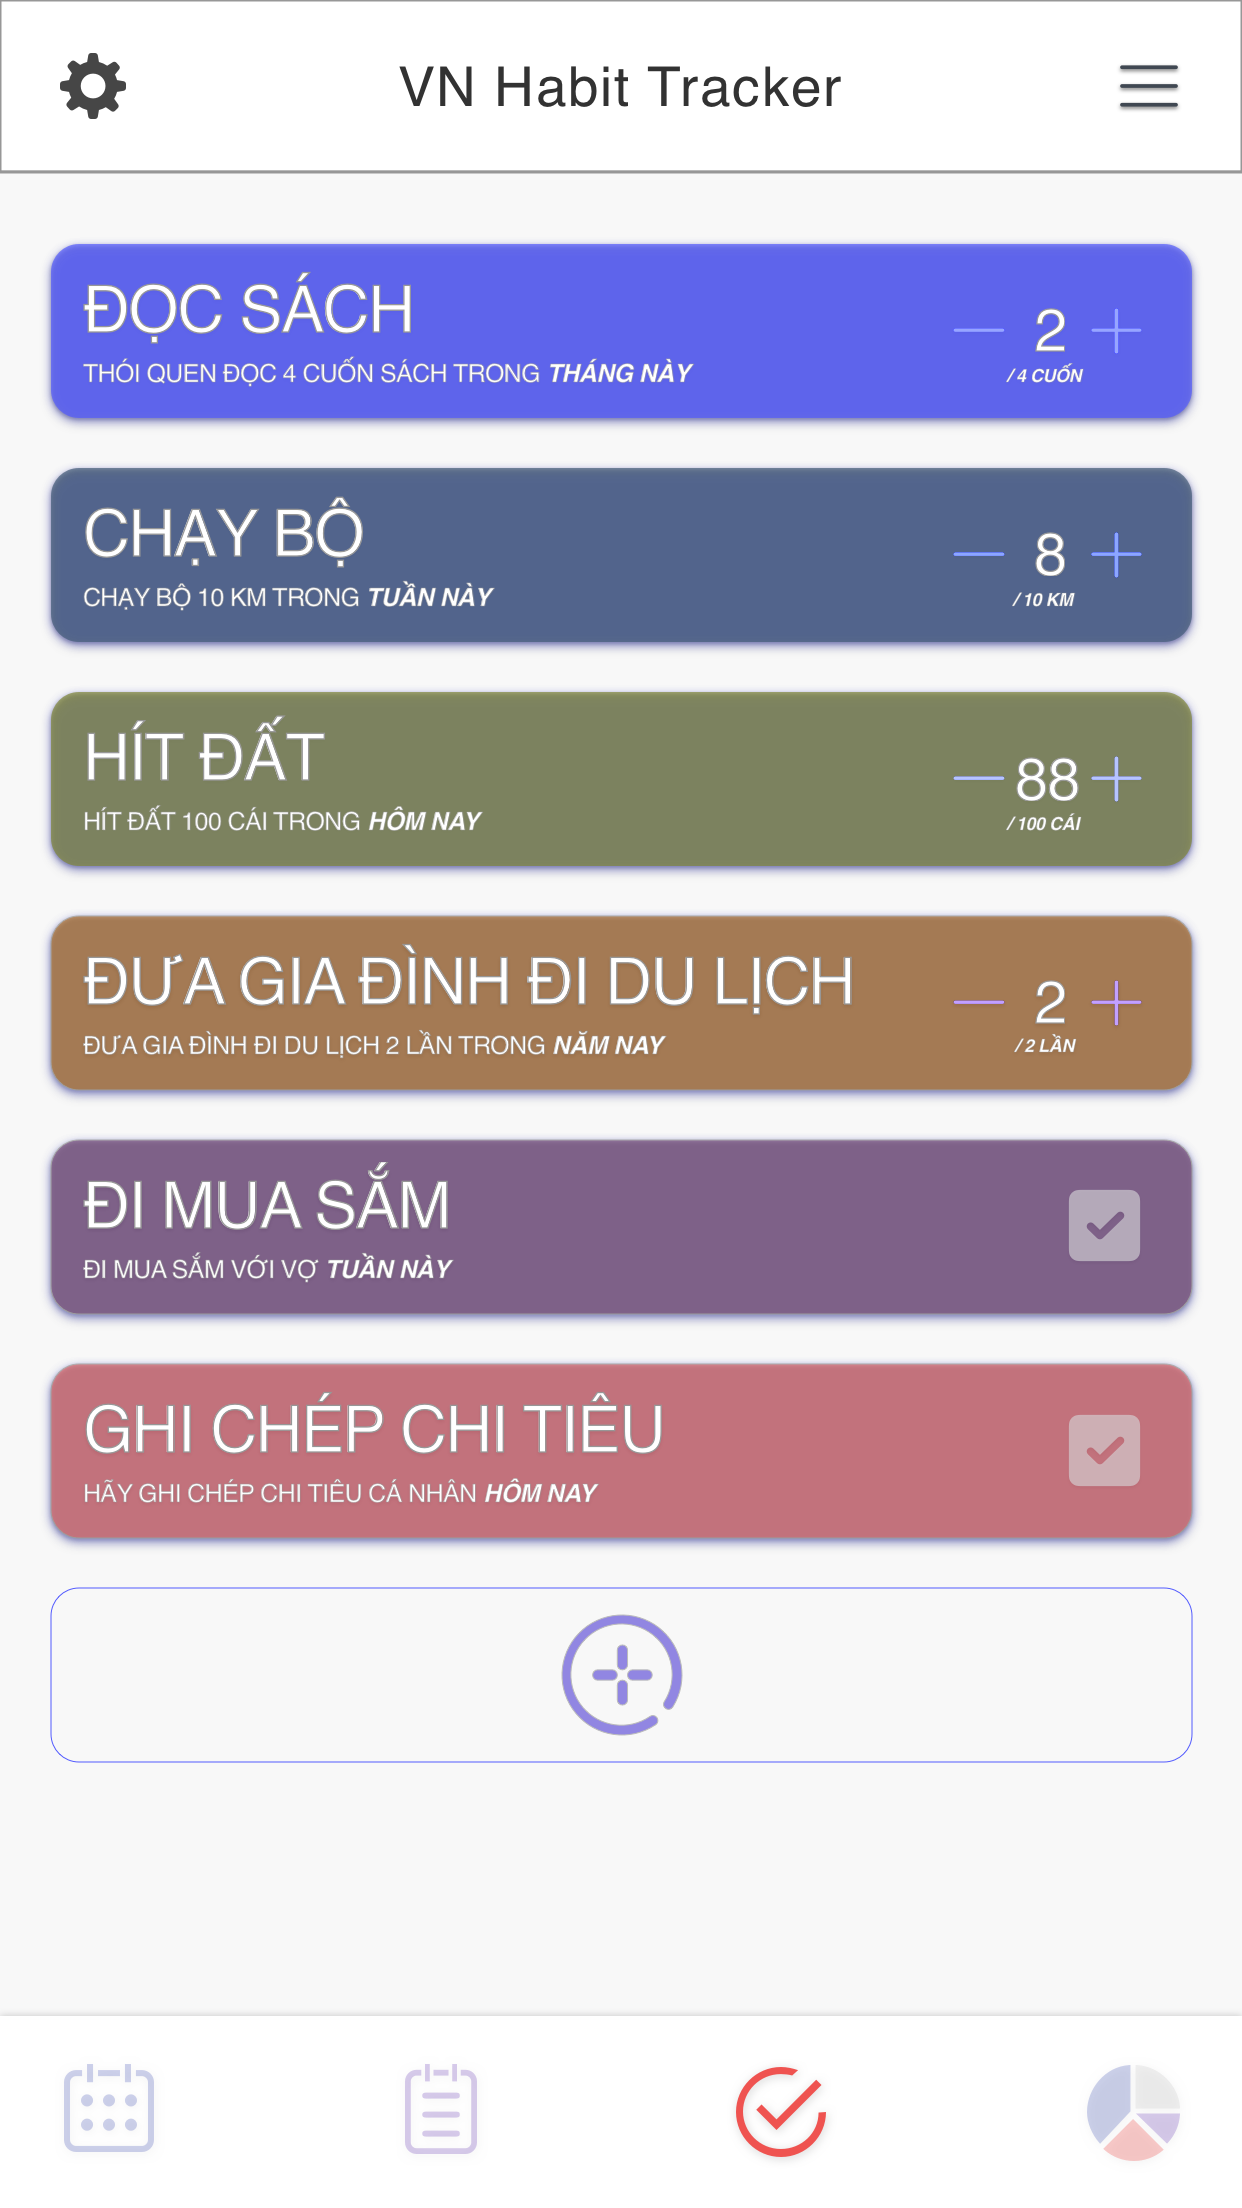 VN Habit Tracker
ĐỌC SÁCH
THÓI QUEN ĐỌC 4 CUỐN SÁCH TRONG THÁNG NÀY
2
/ 4 CUỐN
CHẠY BỘ
CHẠY BỘ 10 KM TRONG TUẦN NÀY
8
/ 10 KM
HÍT ĐẤT
HÍT ĐẤT 100 CÁI TRONG HÔM NAY
88
/ 100 CÁI
ĐƯA GIA ĐÌNH ĐI DU LỊCH
ĐƯA GIA ĐÌNH ĐI DU LỊCH 2 LẦN TRONG NĂM NAY
2
/ 2 LẦN
ĐI MUA SẮM
ĐI MUA SẮM VỚI VỢ TUẦN NÀY
GHI CHÉP CHI TIÊU
HÃY GHI CHÉP CHI TIÊU CÁ NHÂN HÔM NAY